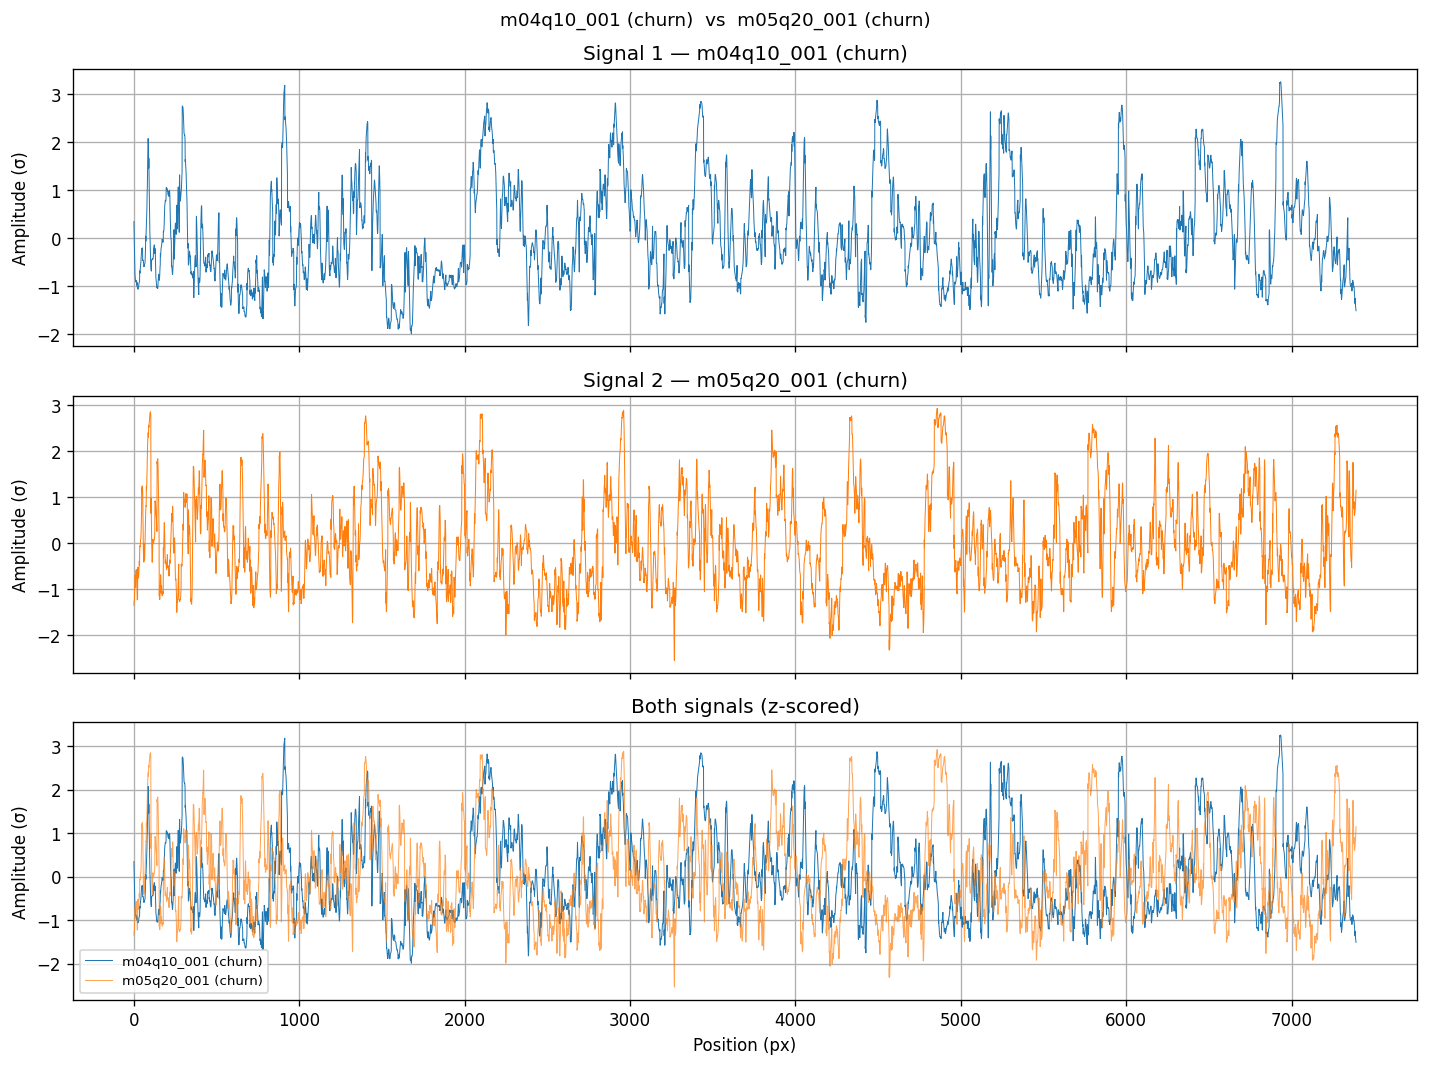 m04q10_001 (churn)  vs  m05q20_001 (churn)
Signal 1 — m04q10_001 (churn)
Amplitude (σ)
3
2
1
0
−1
−2
Signal 2 — m05q20_001 (churn)
Amplitude (σ)
3
2
1
0
−1
−2
Both signals (z-scored)
Amplitude (σ)
3
2
1
0
−1
−2
m04q10_001 (churn)
m05q20_001 (churn)
0 1000 2000 3000 4000 5000 6000 7000
Position (px)